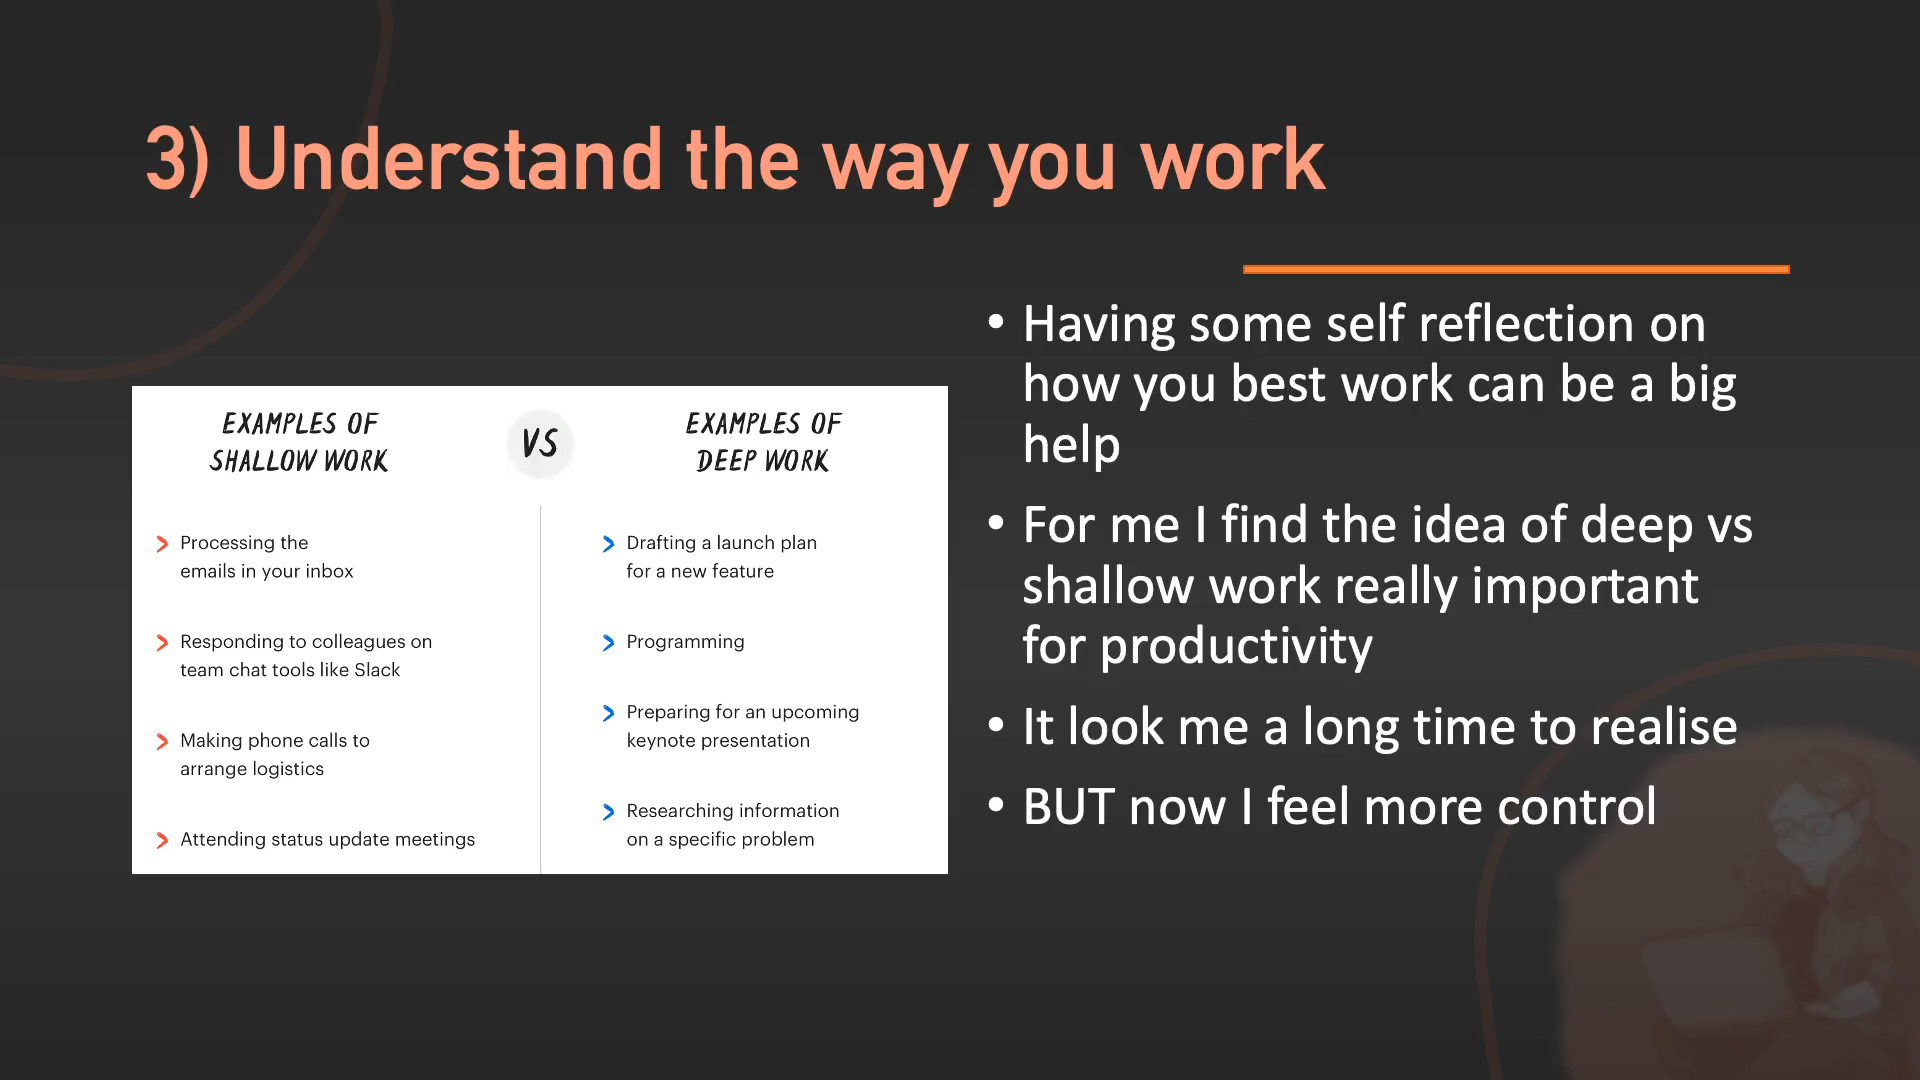 3) Understand the way you work
EXAMPLES OF
SHALLOW WORK
VS
EXAMPLES OF
DEEP WORK
Processing the
emails in your inbox
Responding to colleagues on
team chat tools like Slack
Making phone calls to
arrange logistics
Attending status update meetings
Drafting a launch plan
for a new feature
Programming
Preparing for an upcoming
keynote presentation
Researching information
on a specific problem
• Having some self reflection on
how you best work can be a big
help
• For me I find the idea of deep vs
shallow work really important
for productivity
• It look me a long time to realise
• BUT now I feel more control